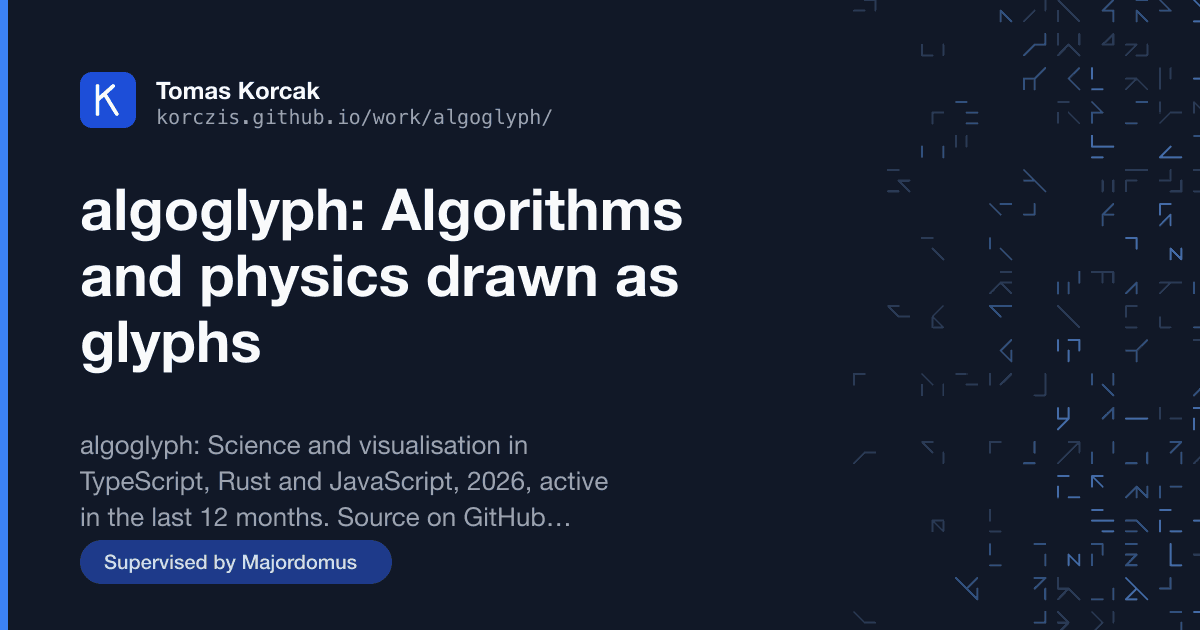 K
Tomas Korcak
korczis.github.io/work/algoglyph/
algoglyph: Algorithms
and physics drawn as
glyphs
algoglyph: Science and visualisation in
TypeScript, Rust and JavaScript, 2026, active
in the last 12 months. Source on GitHub…
Supervised by Majordomus